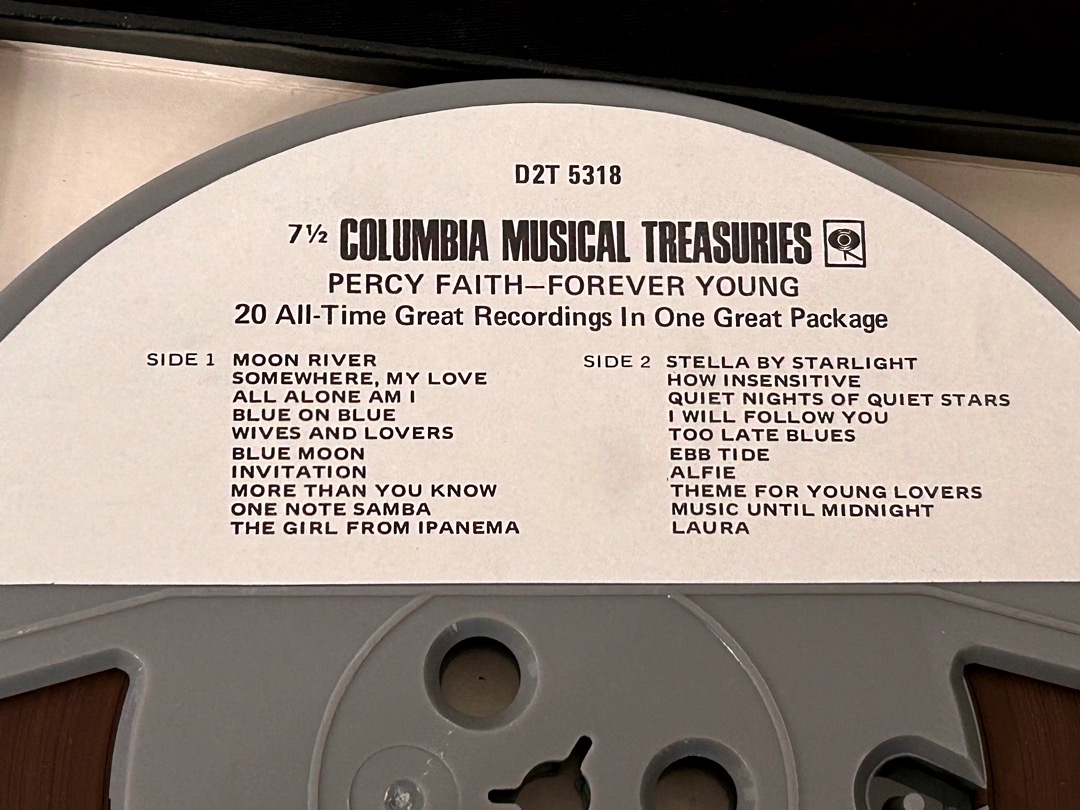 D2T 5318
7½ COLUMBIA MUSICAL TREASURIES
PERCY FAITH—FOREVER YOUNG
20 All-Time Great Recordings In One Great Package
SIDE 1 MOON RIVER
SOMEWHERE, MY LOVE
ALL ALONE AM I
BLUE ON BLUE
WIVES AND LOVERS
BLUE MOON
INVITATION
MORE THAN YOU KNOW
ONE NOTE SAMBA
THE GIRL FROM IPANEMA
SIDE 2 STELLA BY STARLIGHT
HOW INSENSITIVE
QUIET NIGHTS OF QUIET STARS
I WILL FOLLOW YOU
TOO LATE BLUES
EBB TIDE
ALFIE
THEME FOR YOUNG LOVERS
MUSIC UNTIL MIDNIGHT
LAURA